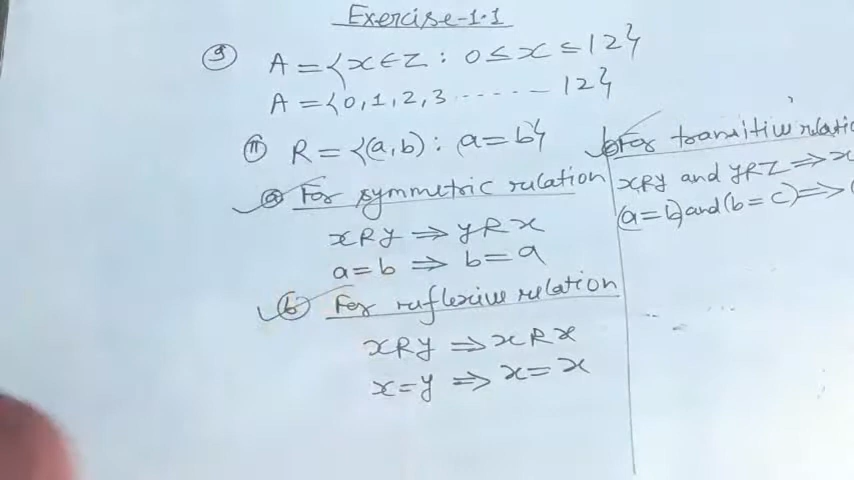 Exercise-1.1
⑨ A = {x ∈ Z : 0 ≤ x ≤ 12}
A = {0, 1, 2, 3 ........ 12}
(ii) R = {(a, b) : (a = b}
ⓐ For symmetric relation
xRy ⇒ yRx
a = b ⇒ b = a
ⓑ For reflexive relation
xRy ⇒ xRx
x = y ⇒ x = x
For transitive
xRy and yRz ⇒ x
(a = b) and (b = c) ⇒